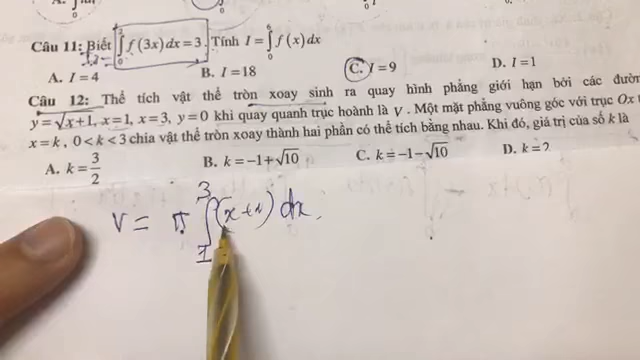 Câu 11: Biết ∫₀² f(3x)dx = 3. Tính I = ∫₀⁶ f(x)dx
A. I = 4 B. I = 18 C. I = 9 D. I = 1
Câu 12: Thể tích vật thể tròn xoay sinh ra quay hình phẳng giới hạn bởi các đườn
y = √x+1, x = 1, x = 3, y = 0 khi quay quanh trục hoành là V. Một mặt phẳng vuông góc với trục Ox t
x = k, 0 < k < 3 chia vật thể tròn xoay thành hai phần có thể tích bằng nhau. Khi đó, giá trị của số k là
A. k = 3/2 B. k = −1+√10 C. k = −1−√10 D. k = 2
V = π ∫₁³ (x+1) dx.